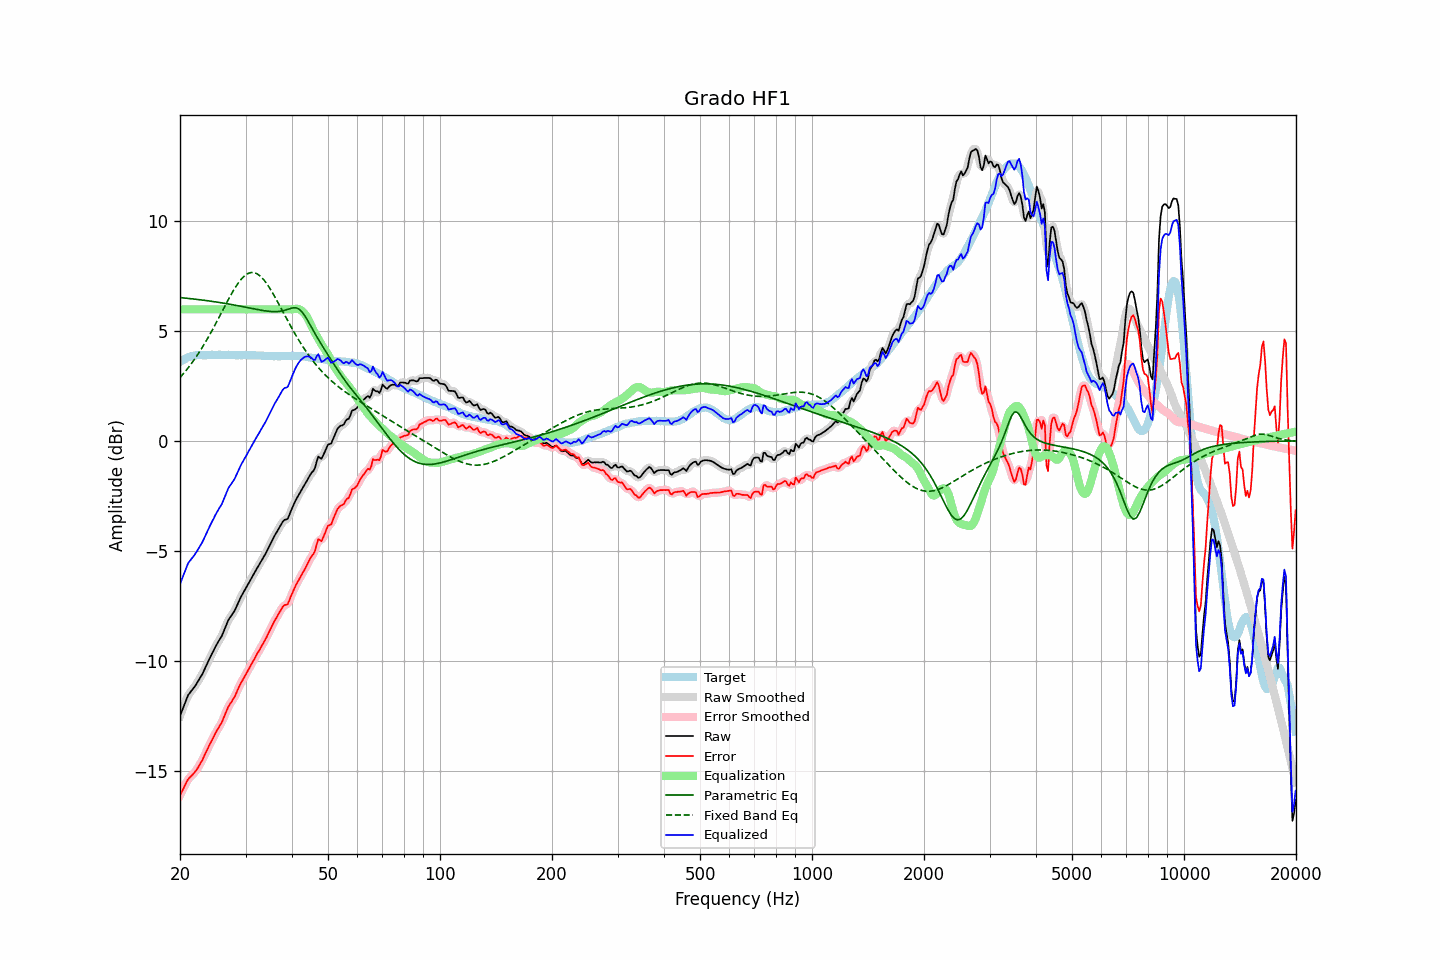 Grado HF1
Amplitude (dBr)
10
5
0
−5
−10
−15
Target
Raw Smoothed
Error Smoothed
Raw
Error
Equalization
Parametric Eq
Fixed Band Eq
Equalized
20
50
100
200
500
1000
2000
5000
10000
20000
Frequency (Hz)